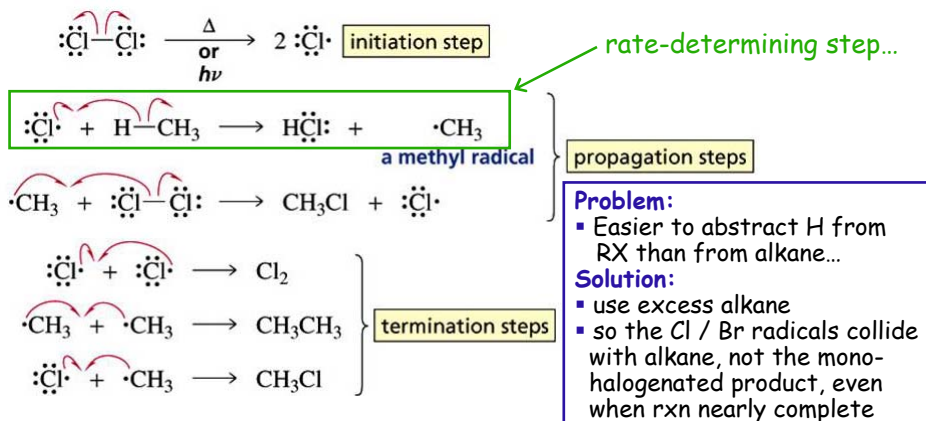 :C̈l—C̈l: Δ or hν → 2 :C̈l· initiation step
rate-determining step…
:C̈l· + H—CH₃ → HC̈l: + ·CH₃
a methyl radical
propagation steps
·CH₃ + :C̈l—C̈l: → CH₃Cl + :C̈l·
:C̈l· + :C̈l· → Cl₂
·CH₃ + ·CH₃ → CH₃CH₃
termination steps
:C̈l· + ·CH₃ → CH₃Cl
Problem:
▪ Easier to abstract H from
RX than from alkane…
Solution:
▪ use excess alkane
▪ so the Cl / Br radicals collide
with alkane, not the mono-
halogenated product, even
when rxn nearly complete